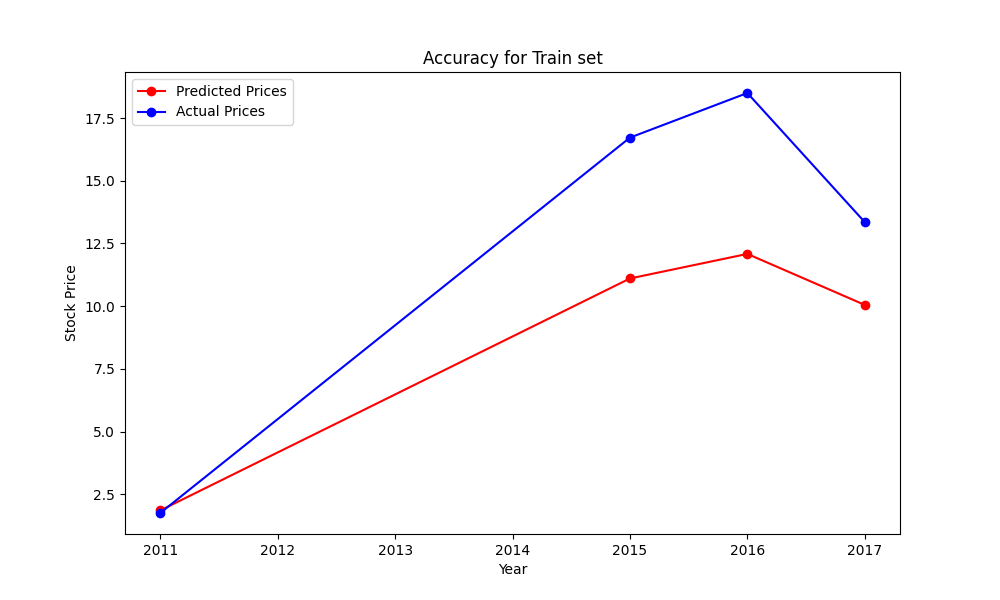 Accuracy for Train set
Predicted Prices
Actual Prices
17.5
15.0
12.5
10.0
7.5
5.0
2.5
Stock Price
2011 2012 2013 2014 2015 2016 2017
Year